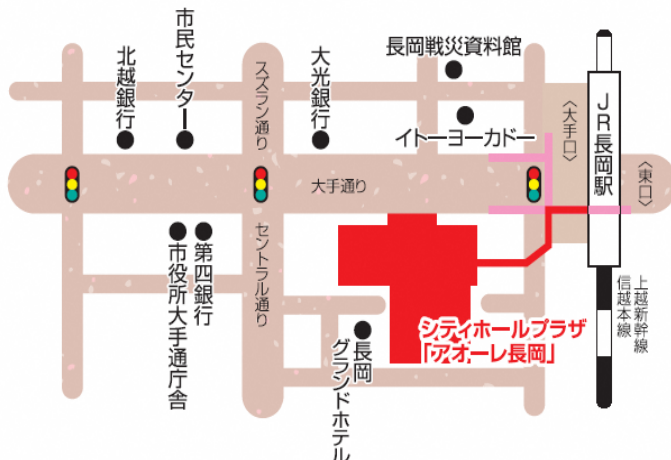 市民センター
北越銀行
スズラン通り
大光銀行
長岡戦災資料館
イトーヨーカドー
〈大手口〉
JR長岡駅
〈東口〉
大手通り
市役所大手通庁舎
第四銀行
セントラル通り
長岡
グランドホテル
シティホールプラザ
「アオーレ長岡」
上越新幹線
信越本線